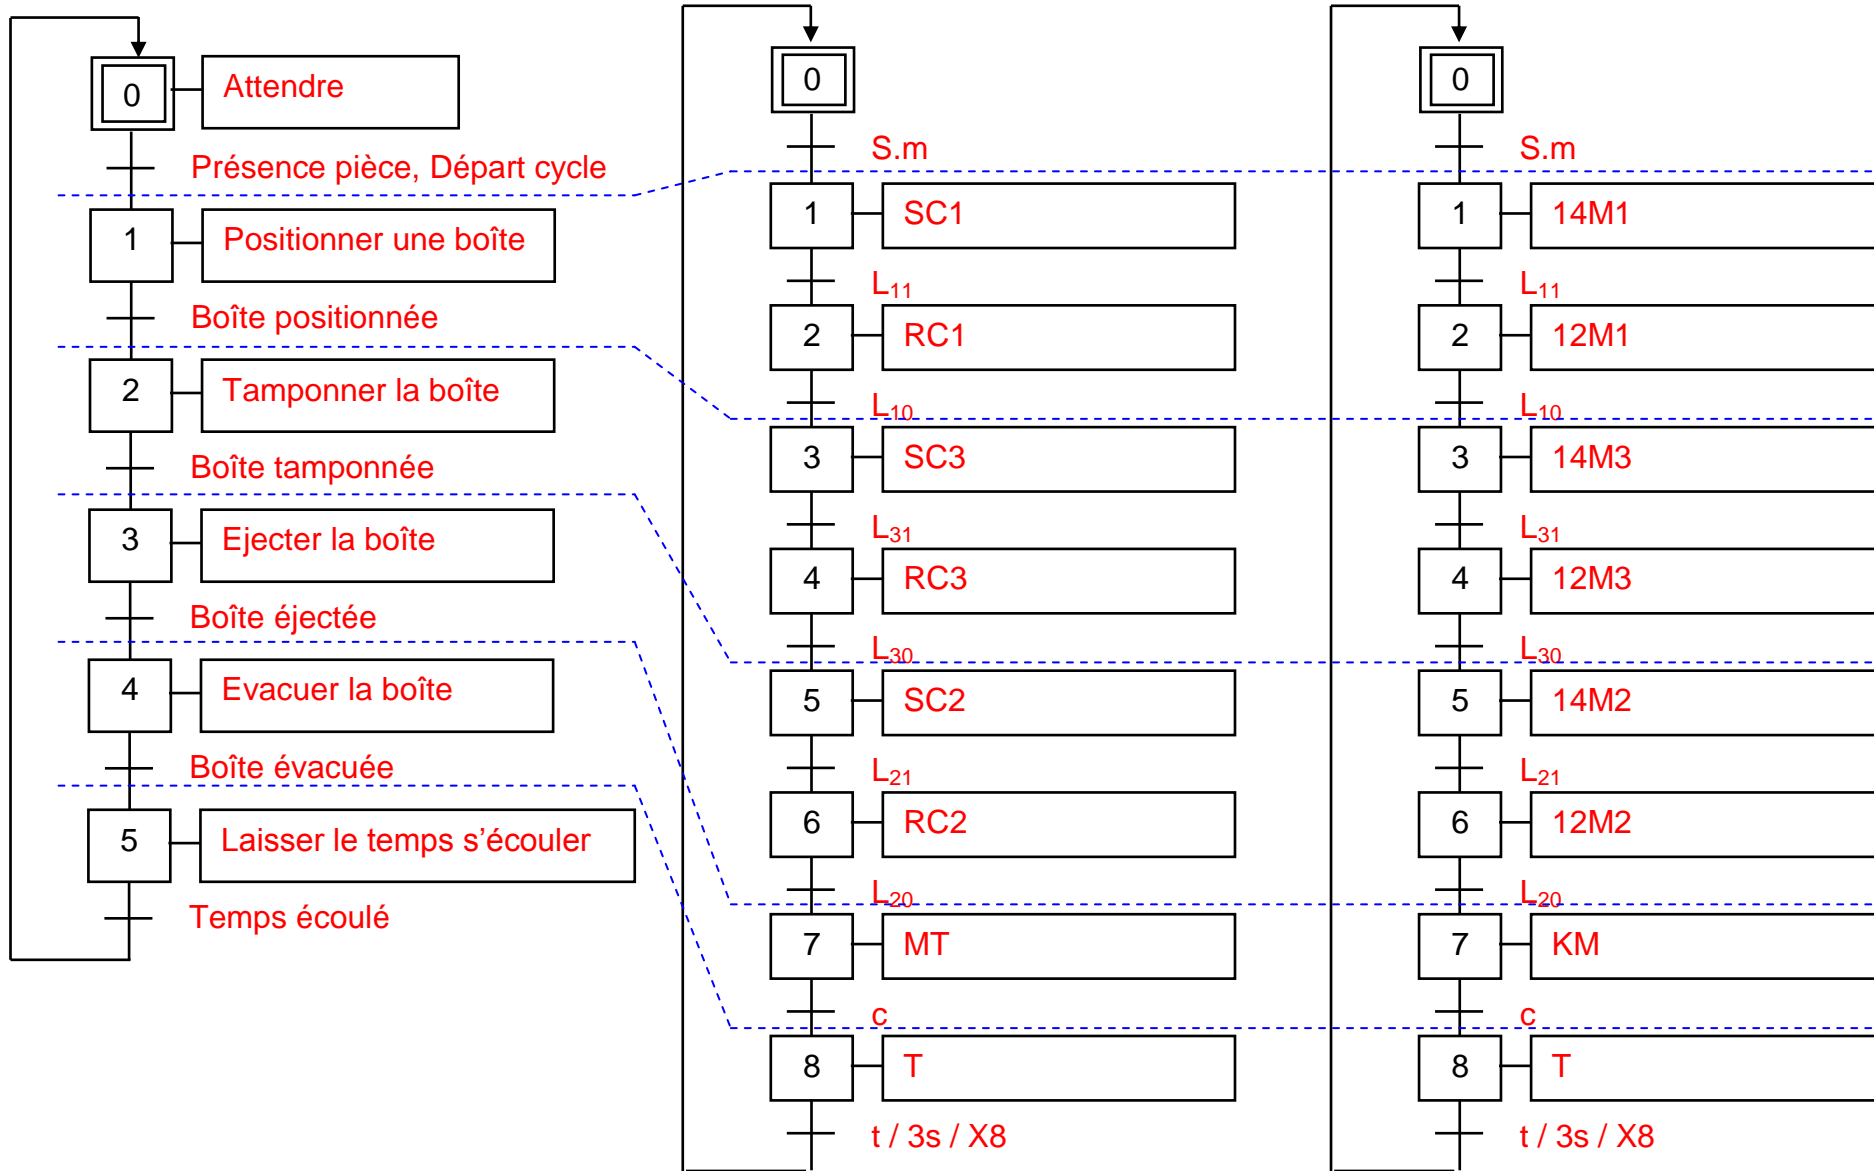 0
Attendre
Présence pièce, Départ cycle
1
Positionner une boîte
Boîte positionnée
2
Tamponner la boîte
Boîte tamponnée
3
Ejecter la boîte
Boîte éjectée
4
Evacuer la boîte
Boîte évacuée
5
Laisser le temps s'écouler
Temps écoulé
0
S.m
1
SC1
L11
2
RC1
L10
3
SC3
L31
4
RC3
L30
5
SC2
L21
6
RC2
L20
7
MT
c
8
T
t / 3s / X8
0
S.m
1
14M1
L11
2
12M1
L10
3
14M3
L31
4
12M3
L30
5
14M2
L21
6
12M2
L20
7
KM
c
8
T
t / 3s / X8